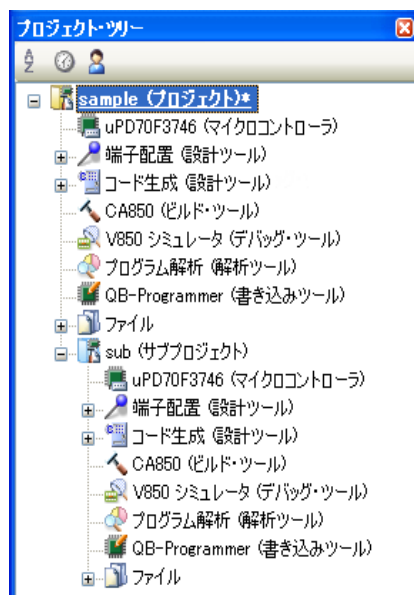 プロジェクト・ツリー
sample (プロジェクト)*
uPD70F3746 (マイクロコントローラ)
端子配置 (設計ツール)
コード生成 (設計ツール)
CA850 (ビルド・ツール)
V850 シミュレータ (デバッグ・ツール)
プログラム解析 (解析ツール)
QB-Programmer (書き込みツール)
ファイル
sub (サブプロジェクト)
uPD70F3746 (マイクロコントローラ)
端子配置 (設計ツール)
コード生成 (設計ツール)
CA850 (ビルド・ツール)
V850 シミュレータ (デバッグ・ツール)
プログラム解析 (解析ツール)
QB-Programmer (書き込みツール)
ファイル